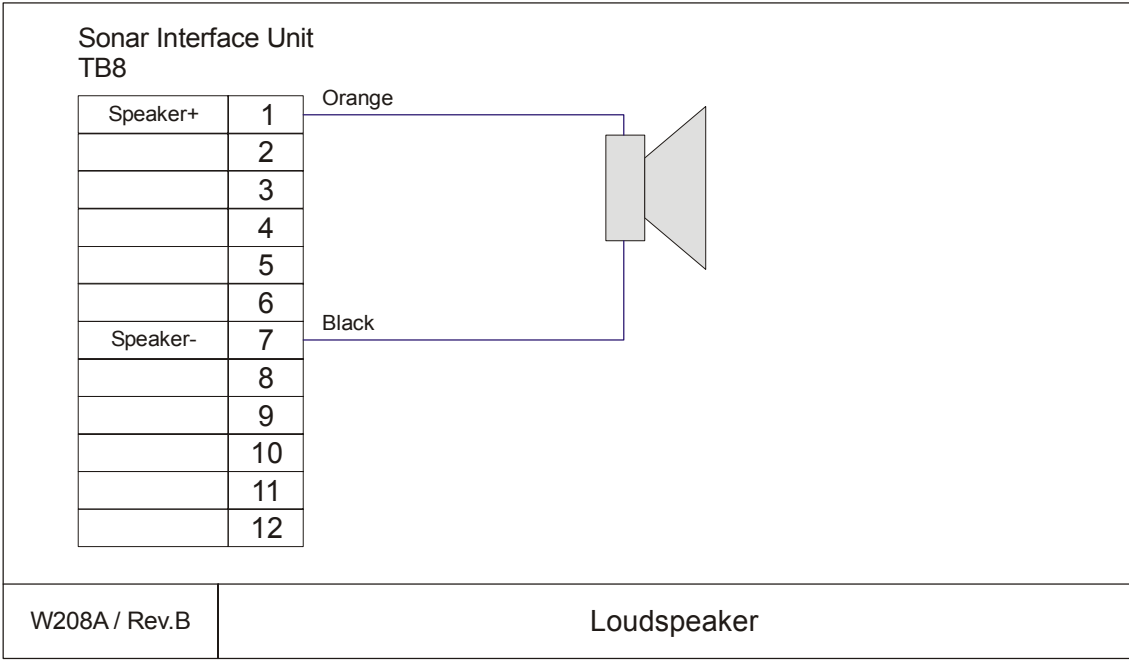 Sonar Interface Unit
TB8
Speaker+ 1 Orange
2
3
4
5
6
Speaker- 7 Black
8
9
10
11
12
W208A / Rev.B
Loudspeaker